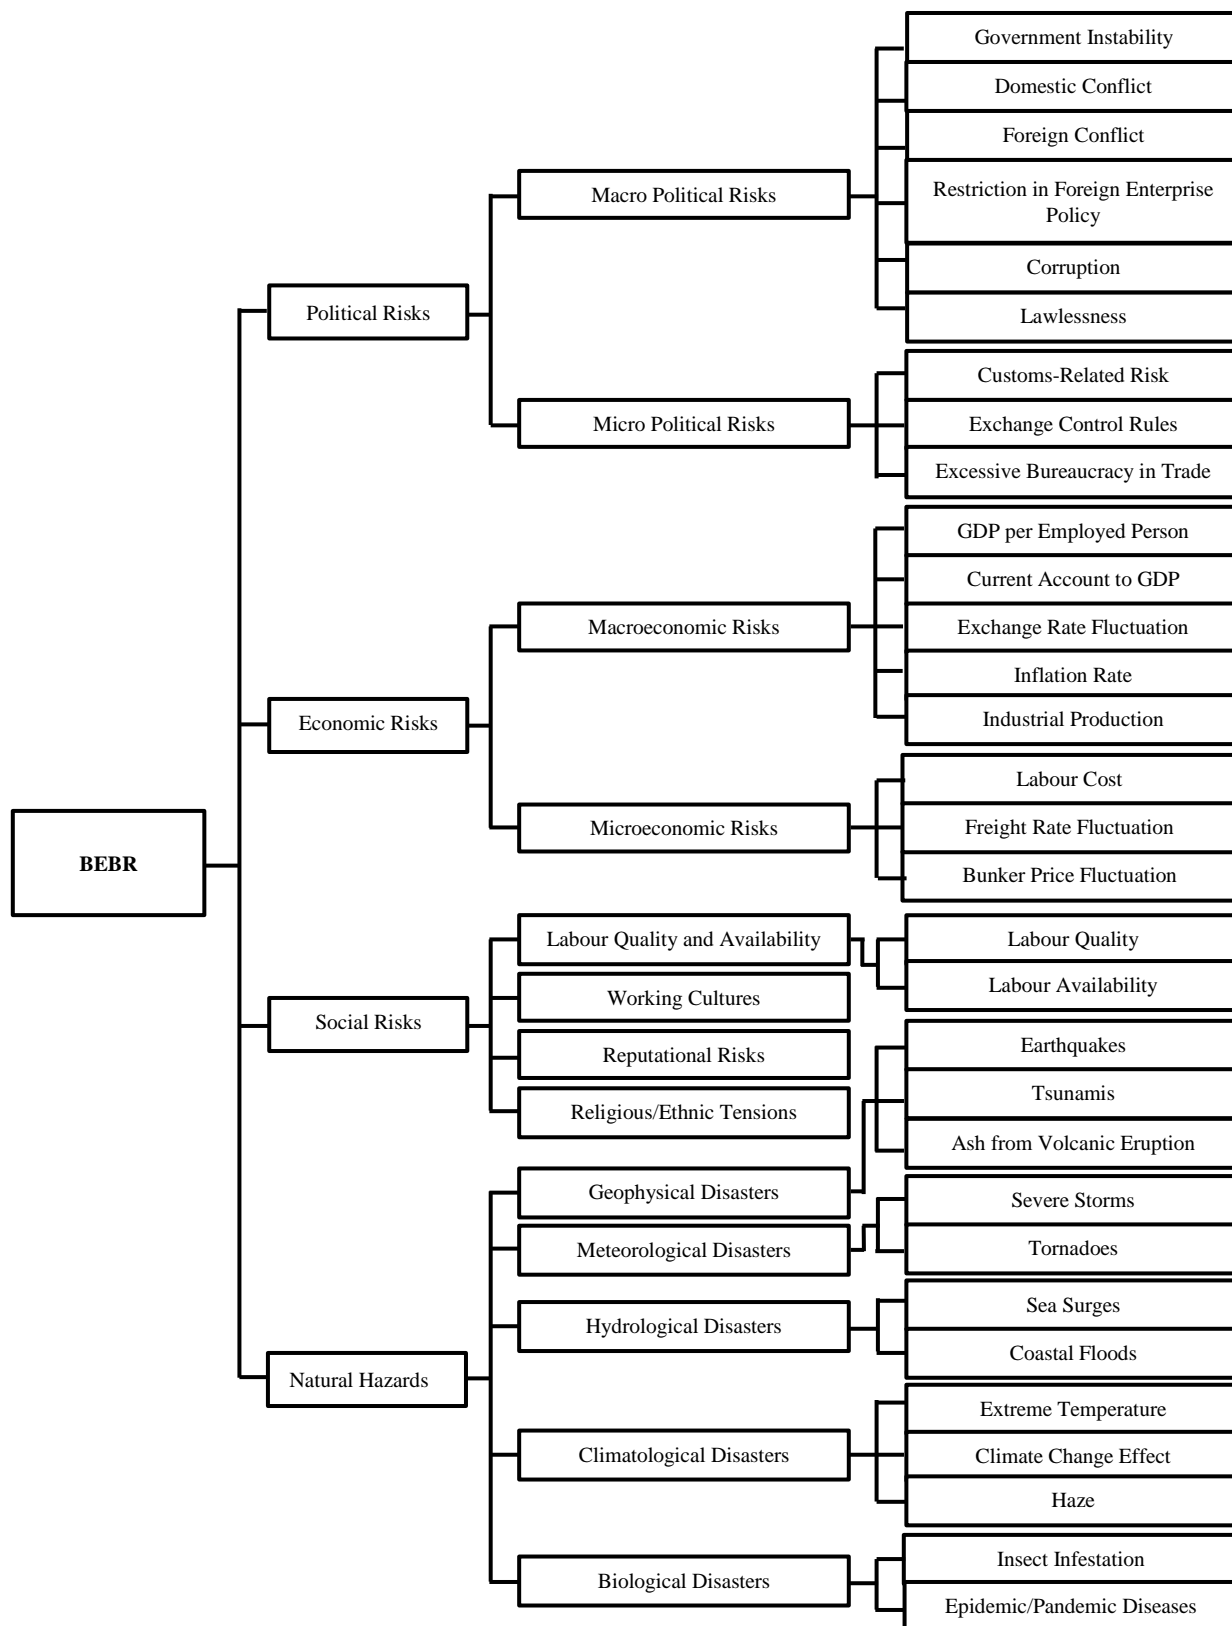 BEBR
Political Risks
Macro Political Risks
Government Instability
Domestic Conflict
Foreign Conflict
Restriction in Foreign Enterprise
Policy
Corruption
Lawlessness
Micro Political Risks
Customs-Related Risk
Exchange Control Rules
Excessive Bureaucracy in Trade
Economic Risks
Macroeconomic Risks
GDP per Employed Person
Current Account to GDP
Exchange Rate Fluctuation
Inflation Rate
Industrial Production
Microeconomic Risks
Labour Cost
Freight Rate Fluctuation
Bunker Price Fluctuation
Social Risks
Labour Quality and Availability
Labour Quality
Labour Availability
Working Cultures
Reputational Risks
Religious/Ethnic Tensions
Natural Hazards
Geophysical Disasters
Earthquakes
Tsunamis
Ash from Volcanic Eruption
Meteorological Disasters
Severe Storms
Tornadoes
Hydrological Disasters
Sea Surges
Coastal Floods
Climatological Disasters
Extreme Temperature
Climate Change Effect
Haze
Biological Disasters
Insect Infestation
Epidemic/Pandemic Diseases